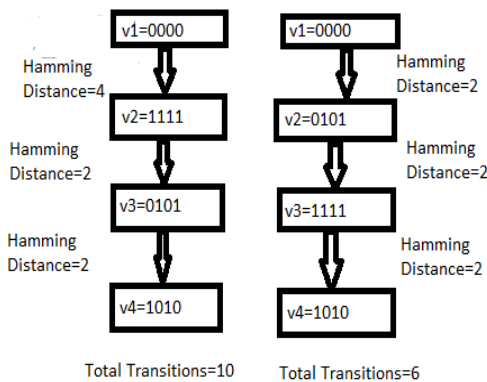 v1=0000
Hamming
Distance=4
v2=1111
Hamming
Distance=2
v3=0101
Hamming
Distance=2
v4=1010
Total Transitions=10
v1=0000
Hamming
Distance=2
v2=0101
Hamming
Distance=2
v3=1111
Hamming
Distance=2
v4=1010
Total Transitions=6